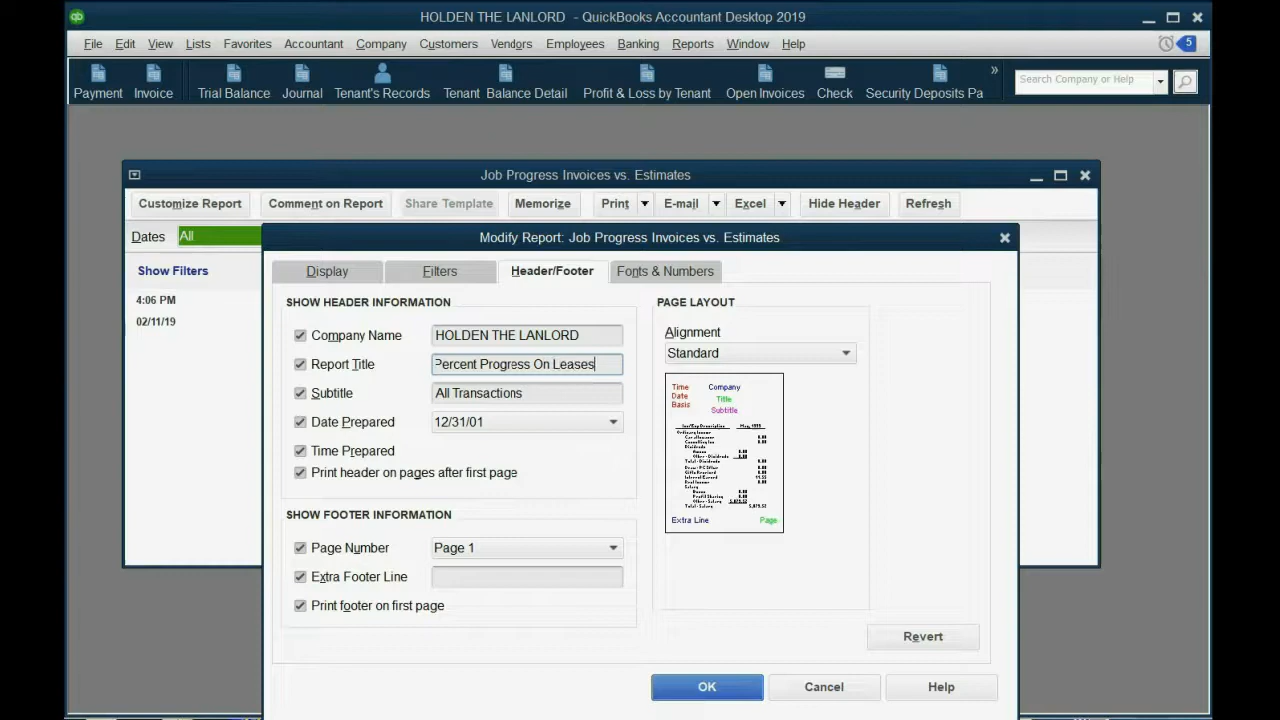 qb HOLDEN THE LANLORD - QuickBooks Accountant Desktop 2019
File Edit View Lists Favorites Accountant Company Customers Vendors Employees Banking Reports Window Help 5
Payment Invoice Trial Balance Journal Tenant's Records Tenant Balance Detail Profit & Loss by Tenant Open Invoices Check Security Deposits Pa » Search Company or Help
Job Progress Invoices vs. Estimates
Customize Report Comment on Report Share Template Memorize Print E-mail Excel Hide Header Refresh
Dates All
Modify Report: Job Progress Invoices vs. Estimates
Show Filters
4:06 PM
02/11/19
Display Filters Header/Footer Fonts & Numbers
SHOW HEADER INFORMATION
Company Name HOLDEN THE LANLORD
Report Title Percent Progress On Leases
Subtitle All Transactions
Date Prepared 12/31/01
Time Prepared
Print header on pages after first page
SHOW FOOTER INFORMATION
Page Number Page 1
Extra Footer Line
Print footer on first page
PAGE LAYOUT
Alignment
Standard
Time Company
Date Title
Basis Subtitle
Extra Line Page
Revert
OK Cancel Help